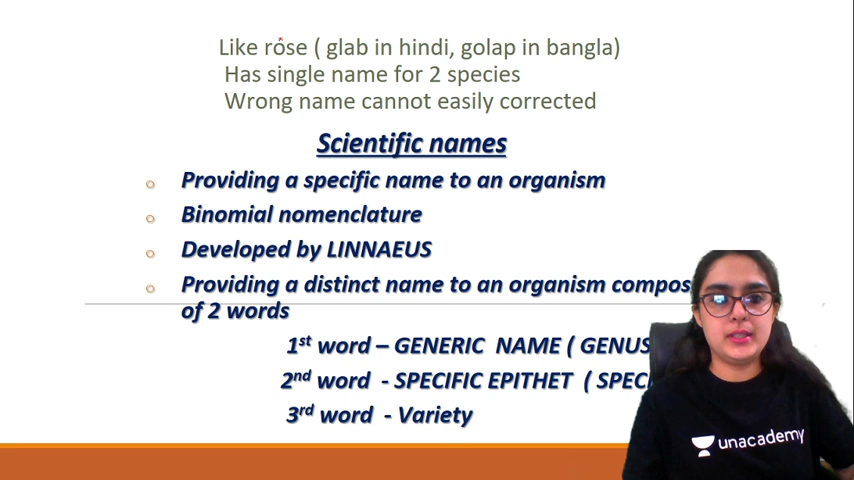 Like rose ( glab in hindi, golap in bangla)
Has single name for 2 species
Wrong name cannot easily corrected
Scientific names
Providing a specific name to an organism
Binomial nomenclature
Developed by LINNAEUS
Providing a distinct name to an organism compos
of 2 words
1st word – GENERIC NAME ( GENUS
2nd word - SPECIFIC EPITHET ( SPECI
3rd word - Variety
unacademy